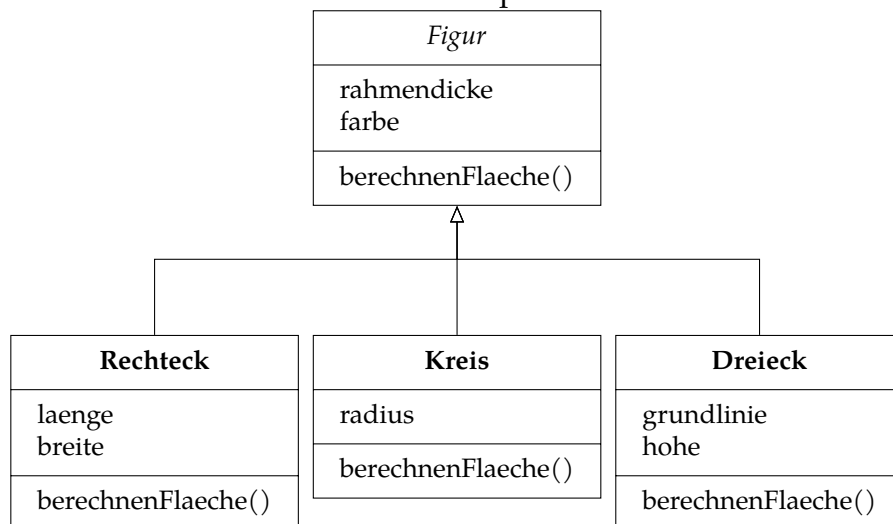 Figur
rahmendicke
farbe
berechnenFlaeche()
Rechteck
laenge
breite
berechnenFlaeche()
Kreis
radius
berechnenFlaeche()
Dreieck
grundlinie
hohe
berechnenFlaeche()